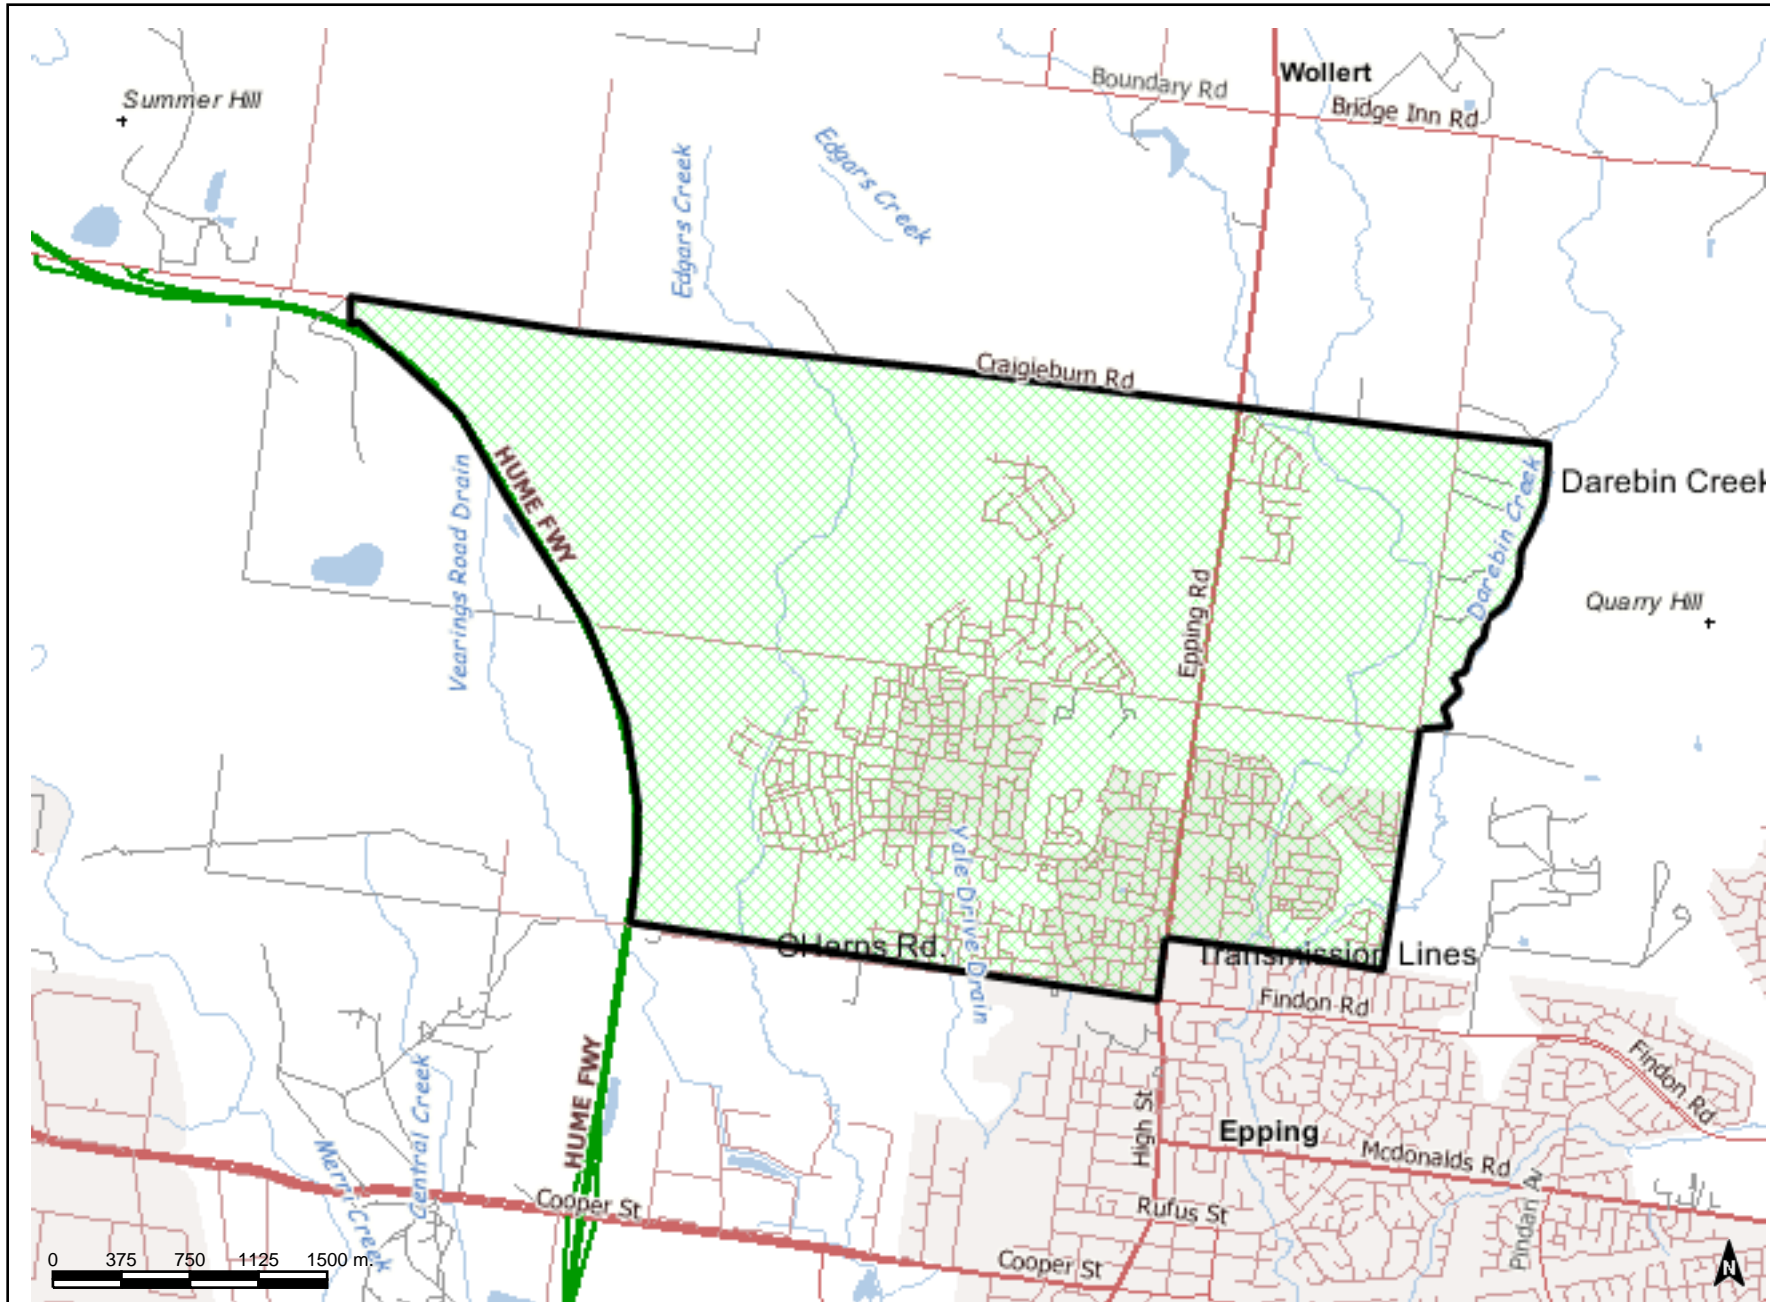 Wollert
Boundary Rd
Bridge Inn Rd
Summer Hill
Edgars Creek
Edgars Creek
Craigieburn Rd
Darebin Creek
Darebin Creek
HUME FWY
Vearings Road Drain
Epping Rd
Quarry Hill
Yale Drive Drain
OHerns Rd.
Transmission Lines
Findon Rd
Findon Rd
HUME FWY
Central Creek
Merri Creek
High St
Epping
Mcdonalds Rd
Pindari Av
Rufus St
Cooper St
Cooper St
0 375 750 1125 1500 m.
N